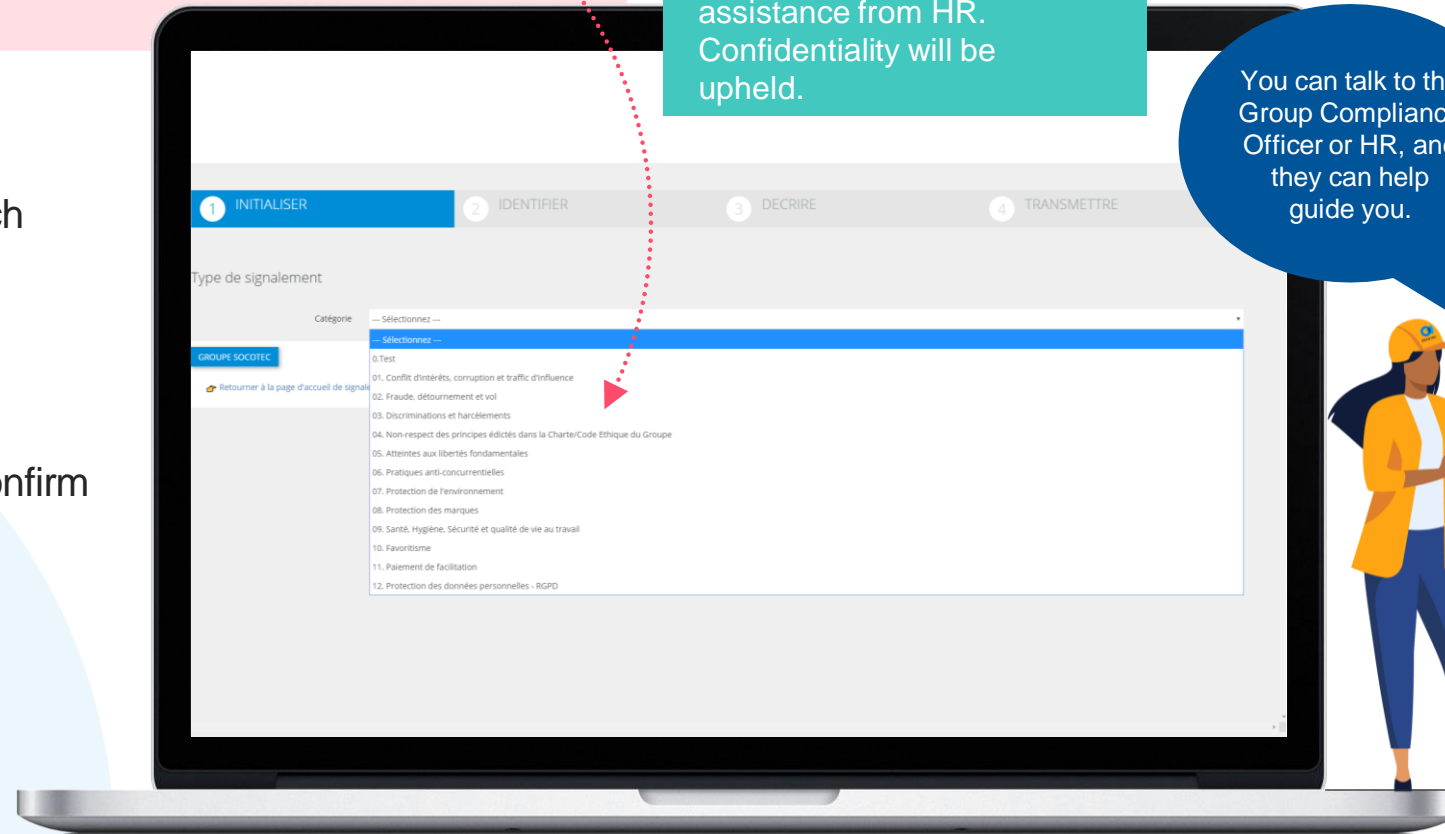 assistance from HR.
Confidentiality will be
upheld.
You can talk to th
Group Complianc
Officer or HR, and
they can help
guide you.
ch
onfirm
1 INITIALISER
2 IDENTIFIER
3 DECRIRE
4 TRANSMETTRE
Type de signalement
Catégorie
--- Sélectionnez ---
--- Sélectionnez ---
0.Test
01. Conflit d'intérêts, corruption et traffic d'influence
02. Fraude, détournement et vol
03. Discriminations et harcèlements
04. Non-respect des principes édictés dans la Charte/Code Ethique du Groupe
05. Atteintes aux libertés fondamentales
06. Pratiques anti-concurrentielles
07. Protection de l'environnement
08. Protection des marques
09. Santé, Hygiène, Sécurité et qualité de vie au travail
10. Favoritisme
11. Paiement de facilitation
12. Protection des données personnelles - RGPD
GROUPE SOCOTEC
Retourner à la page d'accueil de signale